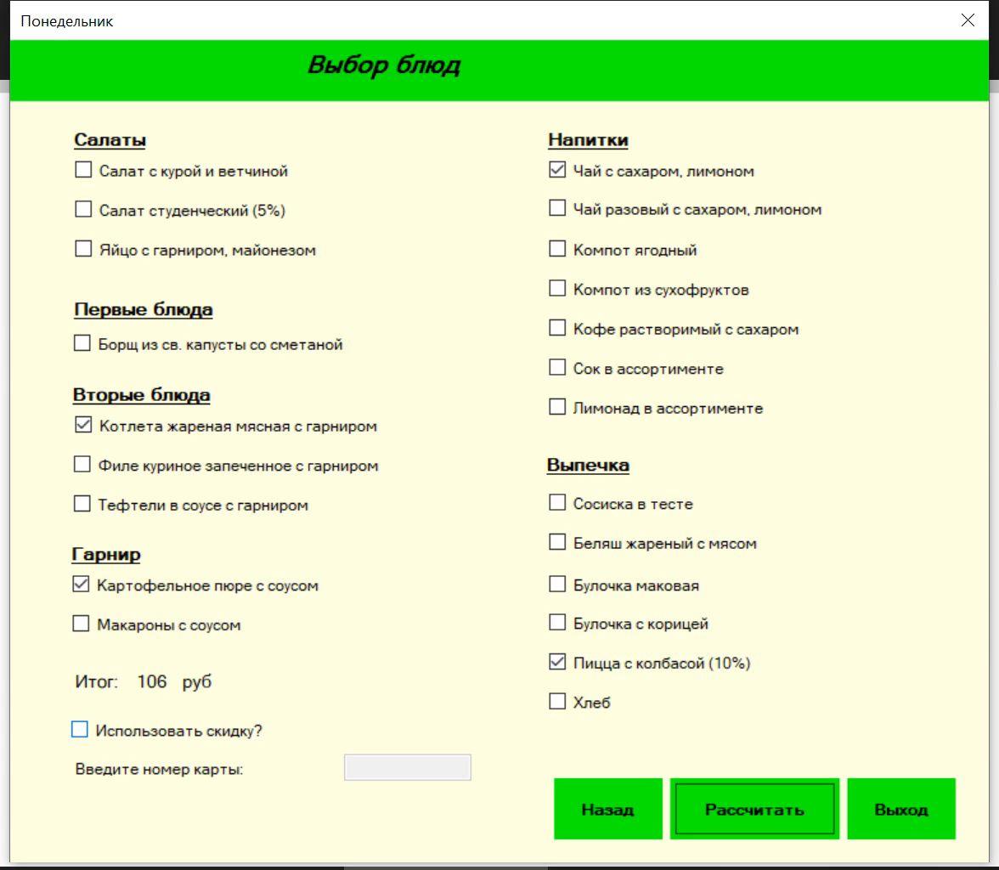 Понедельник
Выбор блюд
Салаты
Салат с курой и ветчиной
Салат студенческий (5%)
Яйцо с гарниром, майонезом
Первые блюда
Борщ из св. капусты со сметаной
Вторые блюда
Котлета жареная мясная с гарниром
Филе куриное запеченное с гарниром
Тефтели в соусе с гарниром
Гарнир
Картофельное пюре с соусом
Макароны с соусом
Итог: 106 руб
Использовать скидку?
Введите номер карты:
Напитки
Чай с сахаром, лимоном
Чай разовый с сахаром, лимоном
Компот ягодный
Компот из сухофруктов
Кофе растворимый с сахаром
Сок в ассортименте
Лимонад в ассортименте
Выпечка
Сосиска в тесте
Беляш жареный с мясом
Булочка маковая
Булочка с корицей
Пицца с колбасой (10%)
Хлеб
Назад
Рассчитать
Выход